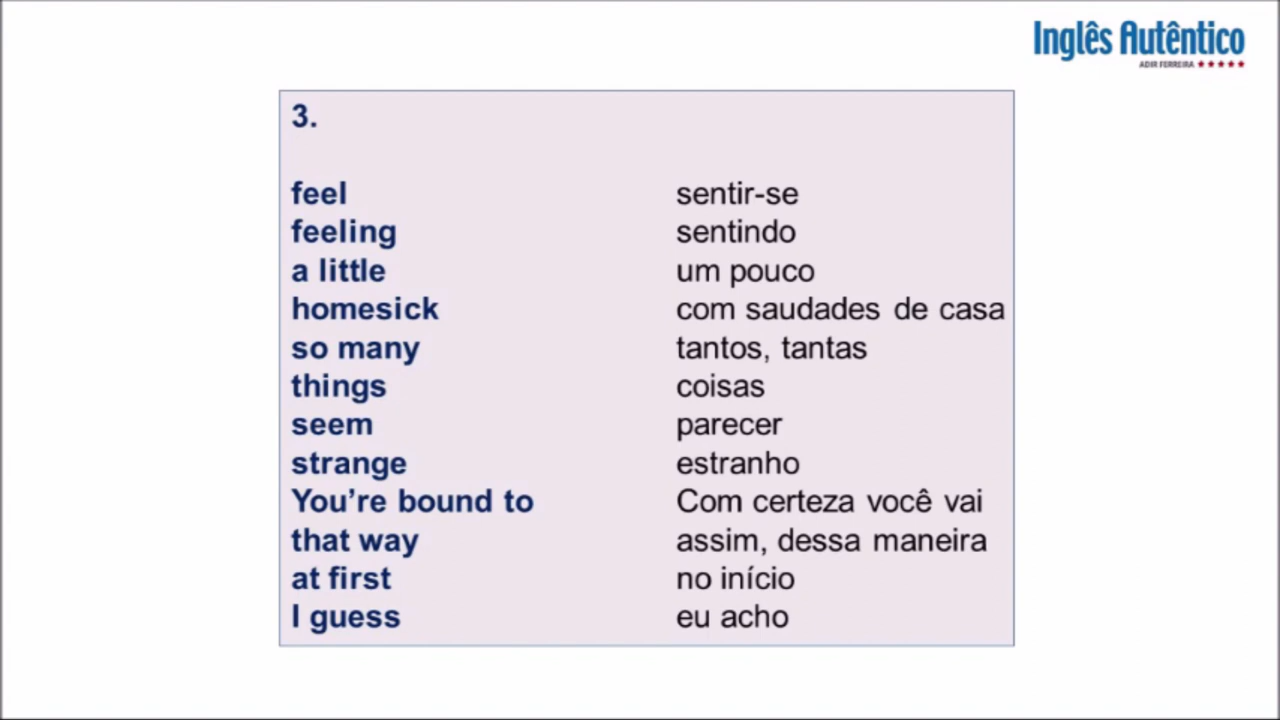 Inglês Autêntico
ADIR FERREIRA
3.
feel sentir-se
feeling sentindo
a little um pouco
homesick com saudades de casa
so many tantos, tantas
things coisas
seem parecer
strange estranho
You're bound to Com certeza você vai
that way assim, dessa maneira
at first no início
I guess eu acho